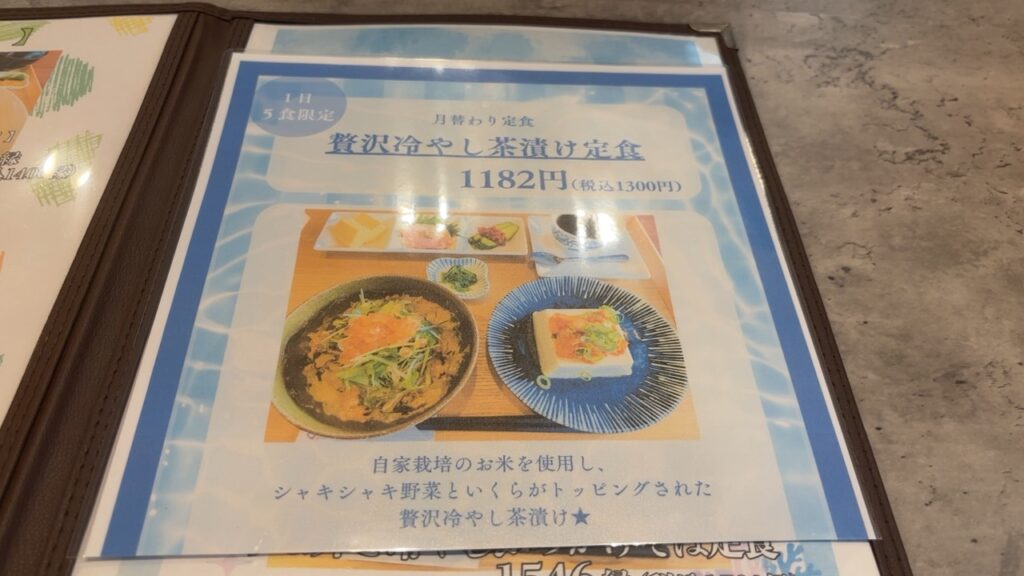 1日
5食限定
月替わり定食
贅沢冷やし茶漬け定食
1182円(税込1300円)
自家栽培のお米を使用し、
シャキシャキ野菜といくらがトッピングされた
贅沢冷やし茶漬け★